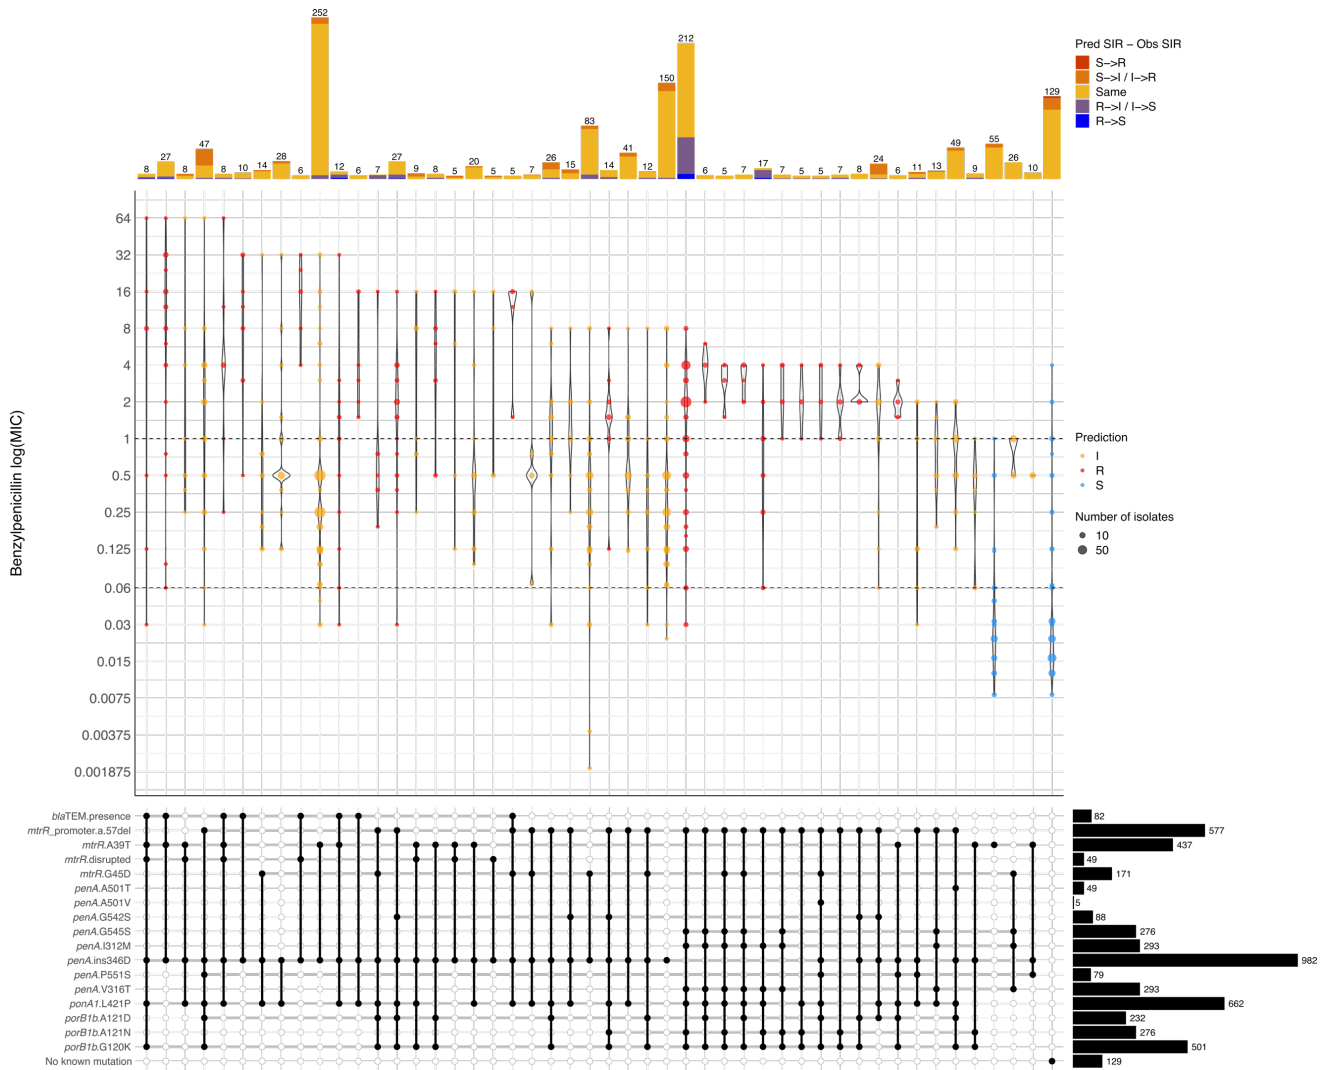 252
212
150
129
83
47
27
28
27
26
41
49
55
8
8
8
10
14
6
12
6
7
9
8
5
20
5
5
7
15
14
12
6
5
7
17
7
5
5
7
8
24
6
11
13
9
26
10
Pred SIR − Obs SIR
S−>R
S−>I / I−>R
Same
R−>I / I−>S
R−>S
Benzylpenicillin log(MIC)
64
32
16
8
4
2
1
0.5
0.25
0.125
0.06
0.03
0.015
0.0075
0.00375
0.001875
Prediction
I
R
S
Number of isolates
10
50
blaTEM.presence 82
mtrR_promoter.a.57del 577
mtrR.A39T 437
mtrR.disrupted 49
mtrR.G45D 171
penA.A501T 49
penA.A501V 5
penA.G542S 88
penA.G545S 276
penA.I312M 293
penA.ins346D 982
penA.P551S 79
penA.V316T 293
ponA1.L421P 662
porB1b.A121D 232
porB1b.A121N 276
porB1b.G120K 501
No known mutation 129